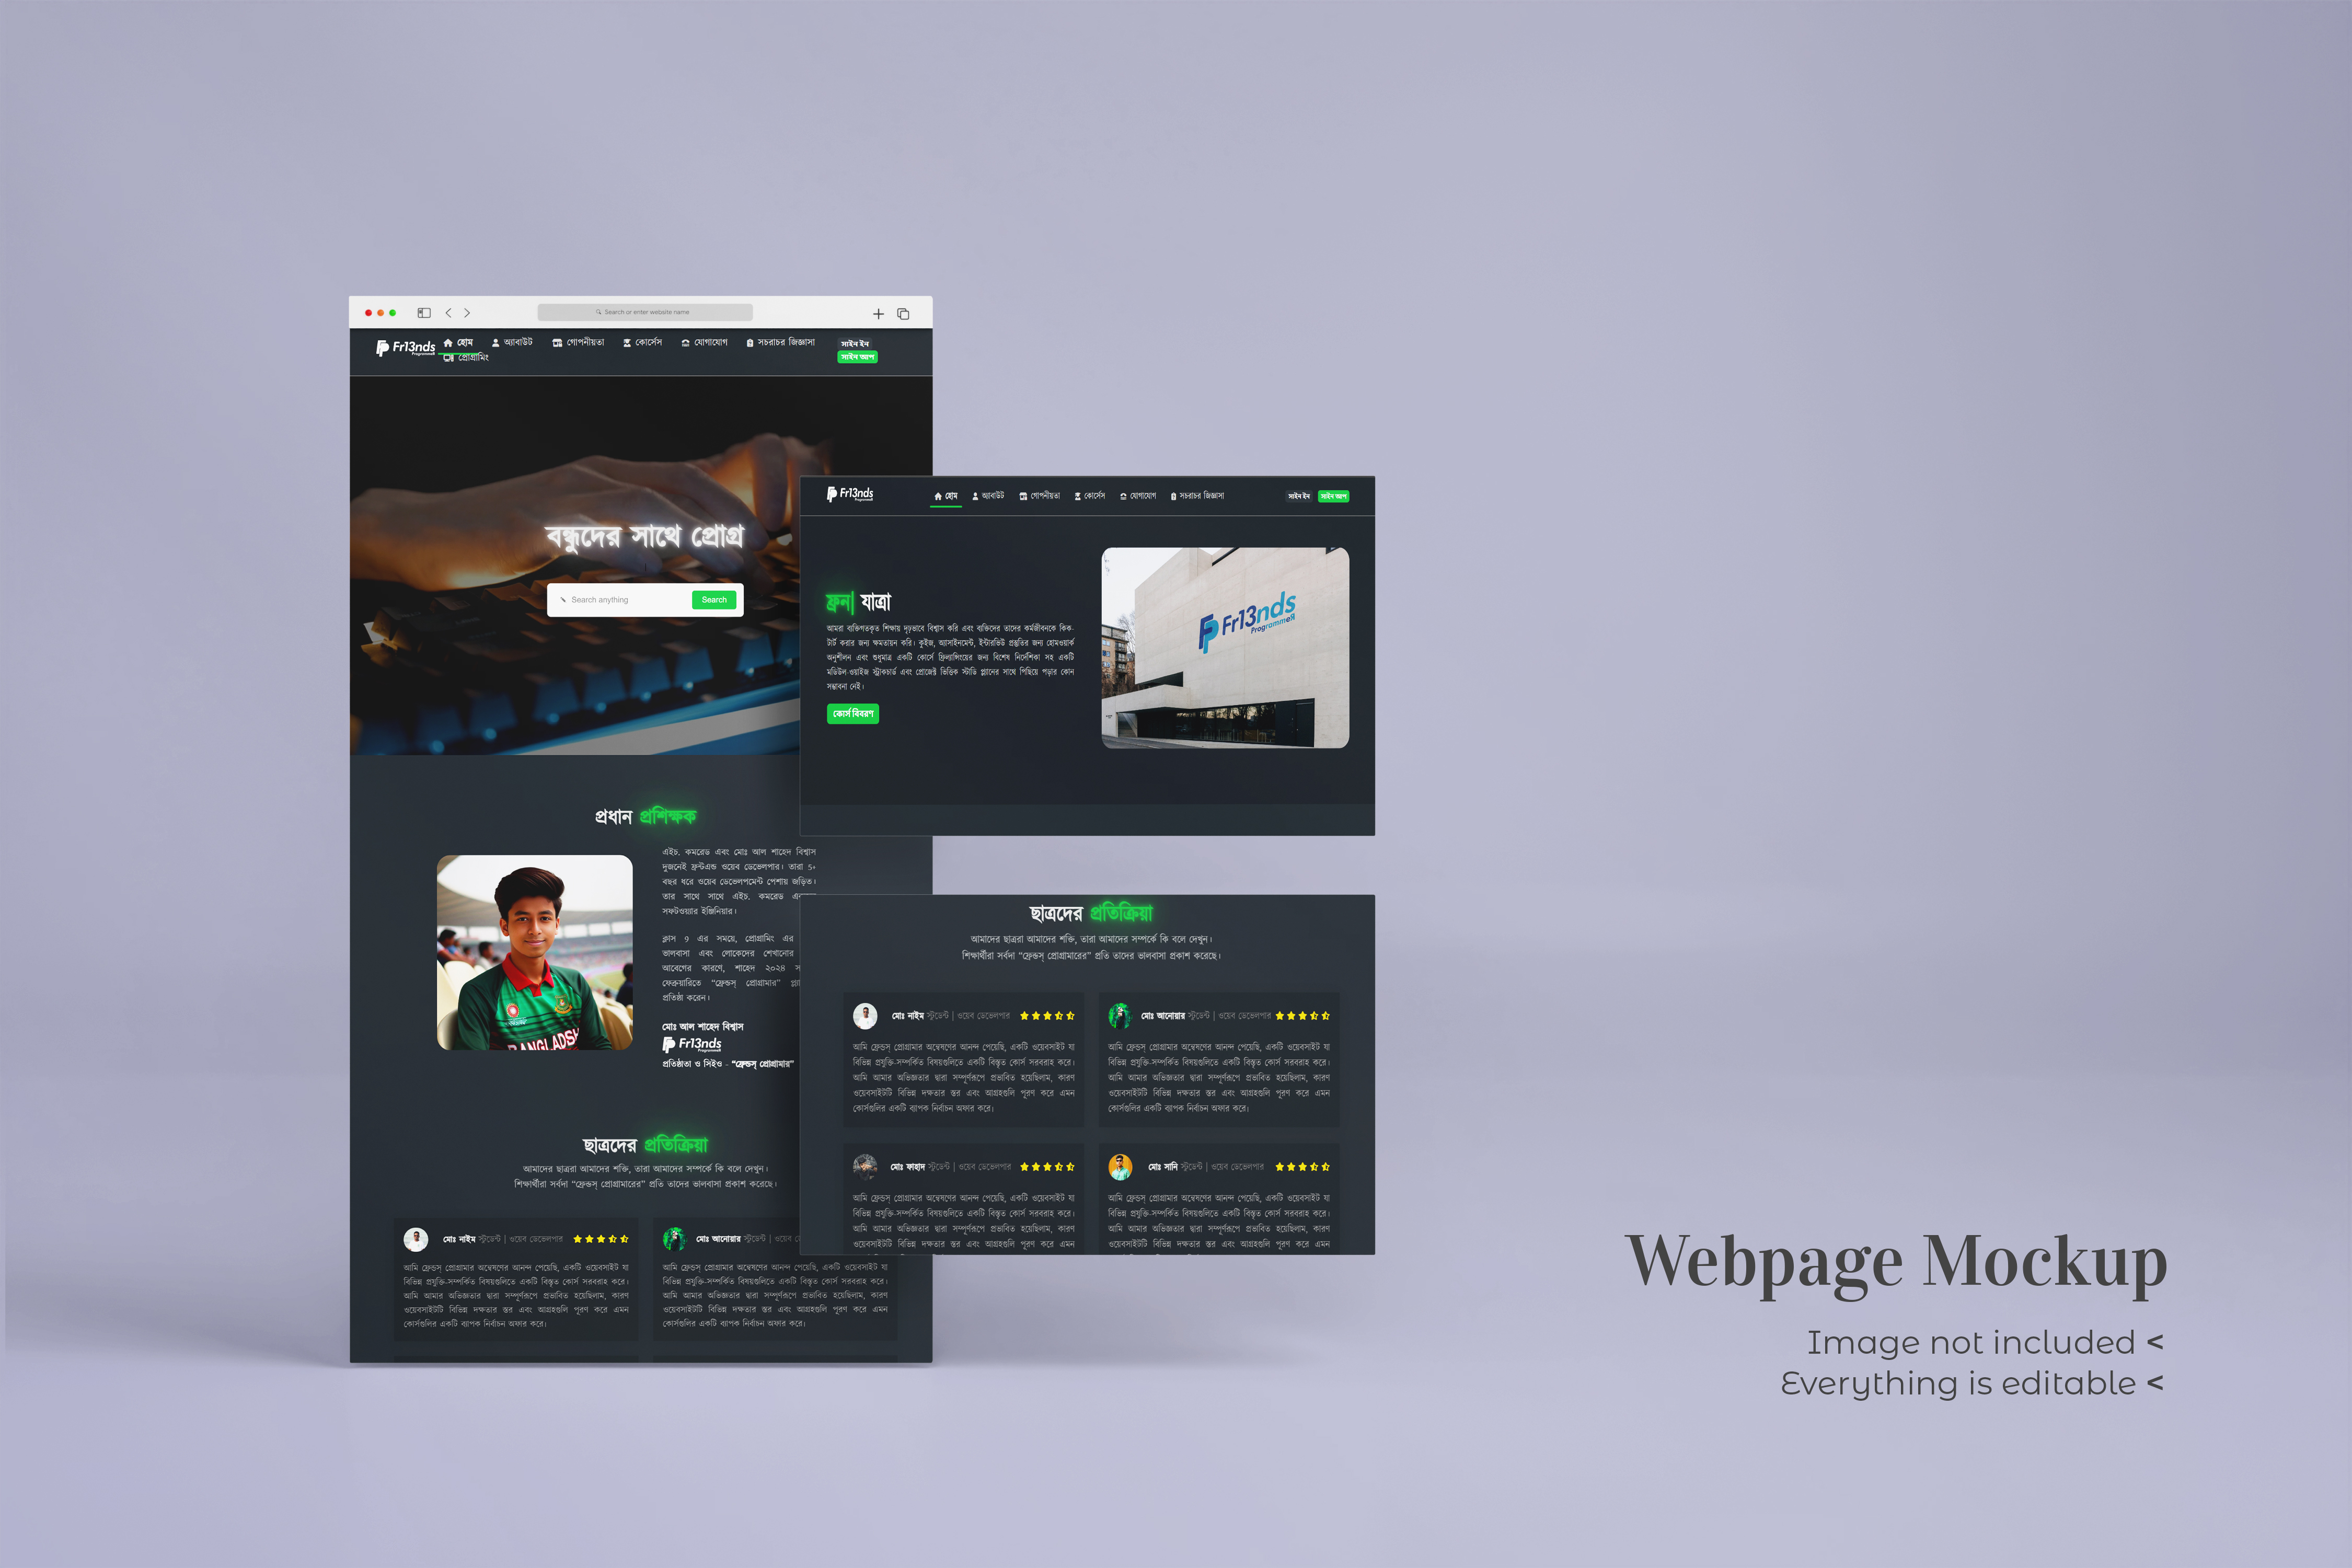 Search or enter website name
Fr13nds
ProgrammeR
হোম
অ্যাবাউট
গোপনীয়তা
কোর্সেস
যোগাযোগ
সচরাচর জিজ্ঞাসা
প্রোগ্রামিং
সাইন ইন
সাইন আপ
বন্ধুদের সাথে প্রোগ্র
Search anything
Search
প্রধান প্রশিক্ষক
এইচ. কমরেড এবং মোঃ আল শাহেদ বিশ্বাস
দুজনেই ফ্রন্টএন্ড ওয়েব ডেভেলপার। তারা 5+
বছর ধরে ওয়েব ডেভেলপমেন্ট পেশায় জড়িত।
তার সাথে সাথে এইচ. কমরেড
সফটওয়্যার ইঞ্জিনিয়ার।
ক্লাস 9 এর সময়ে, প্রোগ্রামিং এর
ভালবাসা এবং লোকেদের শেখানোর
আবেগের কারণে, শাহেদ ২০২৪
ফেব্রুয়ারিতে “ফ্রেন্ডস্ প্রোগ্রামার”
প্রতিষ্ঠা করেন।
BANGLADSH
মোঃ আল শাহেদ বিশ্বাস
Fr13nds
ProgrammeR
প্রতিষ্ঠাতা ও সিইও - “ফ্রেন্ডস্ প্রোগ্রামার”
ছাত্রদের প্রতিক্রিয়া
আমাদের ছাত্ররা আমাদের শক্তি, তারা আমাদের সম্পর্কে কি বলে দেখুন।
শিক্ষার্থীরা সর্বদা “ফ্রেন্ডস্ প্রোগ্রামারের” প্রতি তাদের ভালবাসা প্রকাশ করেছে।
মোঃ নাইম স্টুডেন্ট | ওয়েব ডেভেলপার
আমি ফ্রেন্ডস্ প্রোগ্রামার অন্বেষণের আনন্দ পেয়েছি, একটি ওয়েবসাইট যা
বিভিন্ন প্রযুক্তি-সম্পর্কিত বিষয়গুলিতে একটি বিস্তৃত কোর্স সরবরাহ করে।
আমি আমার অভিজ্ঞতার দ্বারা সম্পূর্ণরূপে প্রভাবিত হয়েছিলাম, কারণ
ওয়েবসাইটটি বিভিন্ন দক্ষতার স্তর এবং আগ্রহগুলি পূরণ করে এমন
কোর্সগুলির একটি ব্যাপক নির্বাচন অফার করে।
মোঃ আনোয়ার স্টুডেন্ট | ওয়েব
আমি ফ্রেন্ডস্ প্রোগ্রামার অন্বেষণের আনন্দ পেয়েছি, একটি ওয়েবসাইট যা
বিভিন্ন প্রযুক্তি-সম্পর্কিত বিষয়গুলিতে একটি বিস্তৃত কোর্স সরবরাহ করে।
আমি আমার অভিজ্ঞতার দ্বারা সম্পূর্ণরূপে প্রভাবিত হয়েছিলাম, কারণ
ওয়েবসাইটটি বিভিন্ন দক্ষতার স্তর এবং আগ্রহগুলি পূরণ করে এমন
কোর্সগুলির একটি ব্যাপক নির্বাচন অফার করে।
Fr13nds
ProgrammeR
হোম
অ্যাবাউট
গোপনীয়তা
কোর্সেস
যোগাযোগ
সচরাচর জিজ্ঞাসা
সাইন ইন
সাইন আপ
ফ্রন| যাত্রা
আমরা ব্যক্তিগতকৃত শিক্ষায় দৃঢ়ভাবে বিশ্বাস করি এবং ব্যক্তিদের তাদের কর্মজীবনকে কিক-
টার্ট করার জন্য ক্ষমতায়ন করি। কুইজ, অ্যাসাইনমেন্ট, ইন্টারভিউ প্রস্তুতির জন্য হোমওয়ার্ক
অনুশীলন এবং শুধুমাত্র একটি কোর্সে ফ্রিল্যান্সিংয়ের জন্য বিশেষ নির্দেশিকা সহ একটি
মডিউল-ওয়াইজ স্ট্রাকচার্ড এবং প্রোজেক্ট ভিত্তিক স্টাডি প্ল্যানের সাথে পিছিয়ে পড়ার কোন
সম্ভাবনা নেই।
কোর্স বিবরণ
Fr13nds
ProgrammeR
ছাত্রদের প্রতিক্রিয়া
আমাদের ছাত্ররা আমাদের শক্তি, তারা আমাদের সম্পর্কে কি বলে দেখুন।
শিক্ষার্থীরা সর্বদা “ফ্রেন্ডস্ প্রোগ্রামারের” প্রতি তাদের ভালবাসা প্রকাশ করেছে।
মোঃ নাইম স্টুডেন্ট | ওয়েব ডেভেলপার
আমি ফ্রেন্ডস্ প্রোগ্রামার অন্বেষণের আনন্দ পেয়েছি, একটি ওয়েবসাইট যা
বিভিন্ন প্রযুক্তি-সম্পর্কিত বিষয়গুলিতে একটি বিস্তৃত কোর্স সরবরাহ করে।
আমি আমার অভিজ্ঞতার দ্বারা সম্পূর্ণরূপে প্রভাবিত হয়েছিলাম, কারণ
ওয়েবসাইটটি বিভিন্ন দক্ষতার স্তর এবং আগ্রহগুলি পূরণ করে এমন
কোর্সগুলির একটি ব্যাপক নির্বাচন অফার করে।
মোঃ আনোয়ার স্টুডেন্ট | ওয়েব ডেভেলপার
আমি ফ্রেন্ডস্ প্রোগ্রামার অন্বেষণের আনন্দ পেয়েছি, একটি ওয়েবসাইট যা
বিভিন্ন প্রযুক্তি-সম্পর্কিত বিষয়গুলিতে একটি বিস্তৃত কোর্স সরবরাহ করে।
আমি আমার অভিজ্ঞতার দ্বারা সম্পূর্ণরূপে প্রভাবিত হয়েছিলাম, কারণ
ওয়েবসাইটটি বিভিন্ন দক্ষতার স্তর এবং আগ্রহগুলি পূরণ করে এমন
কোর্সগুলির একটি ব্যাপক নির্বাচন অফার করে।
মোঃ ফাহাদ স্টুডেন্ট | ওয়েব ডেভেলপার
আমি ফ্রেন্ডস্ প্রোগ্রামার অন্বেষণের আনন্দ পেয়েছি, একটি ওয়েবসাইট যা
বিভিন্ন প্রযুক্তি-সম্পর্কিত বিষয়গুলিতে একটি বিস্তৃত কোর্স সরবরাহ করে।
আমি আমার অভিজ্ঞতার দ্বারা সম্পূর্ণরূপে প্রভাবিত হয়েছিলাম, কারণ
ওয়েবসাইটটি বিভিন্ন দক্ষতার স্তর এবং আগ্রহগুলি পূরণ করে এমন
মোঃ সানি স্টুডেন্ট | ওয়েব ডেভেলপার
আমি ফ্রেন্ডস্ প্রোগ্রামার অন্বেষণের আনন্দ পেয়েছি, একটি ওয়েবসাইট যা
বিভিন্ন প্রযুক্তি-সম্পর্কিত বিষয়গুলিতে একটি বিস্তৃত কোর্স সরবরাহ করে।
আমি আমার অভিজ্ঞতার দ্বারা সম্পূর্ণরূপে প্রভাবিত হয়েছিলাম, কারণ
ওয়েবসাইটটি বিভিন্ন দক্ষতার স্তর এবং আগ্রহগুলি পূরণ করে এমন
Webpage Mockup
Image not included <
Everything is editable <